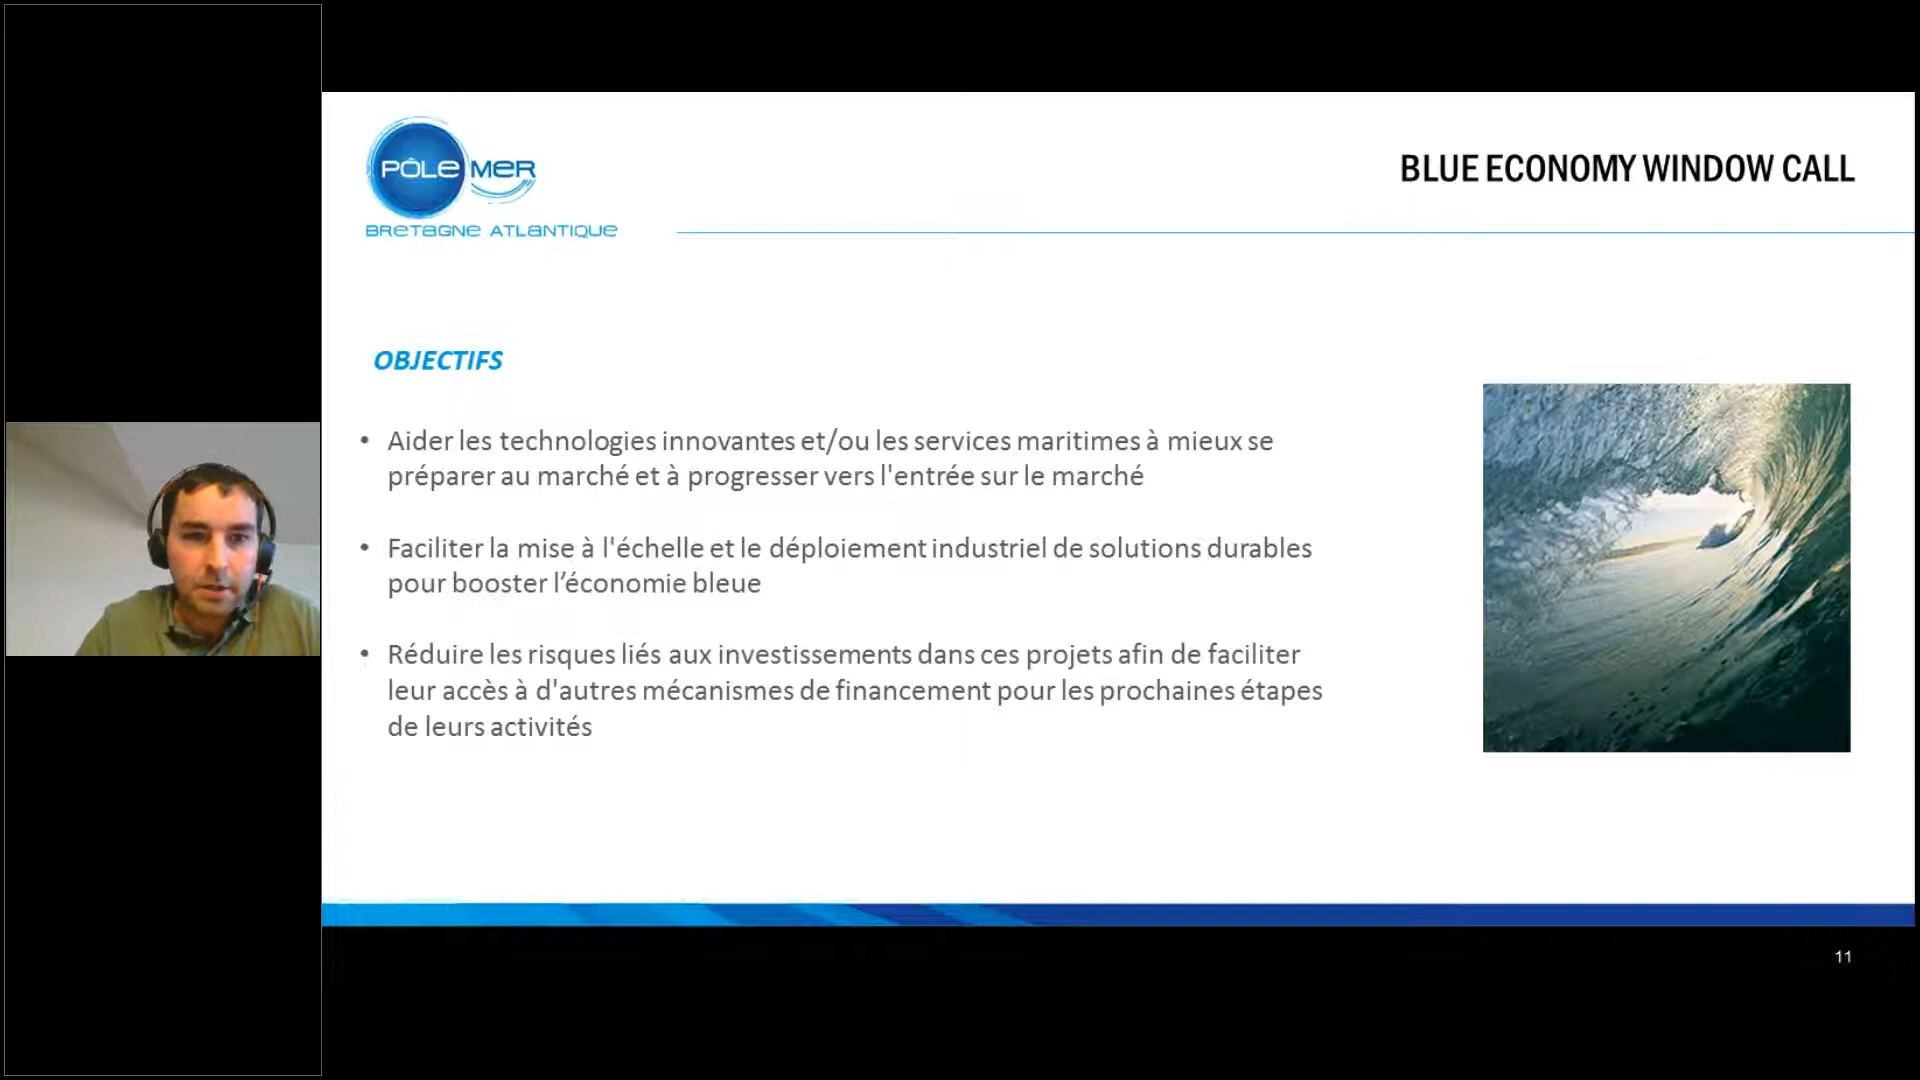 PÔLE MER
BRETAGNE ATLANTIQUE
BLUE ECONOMY WINDOW CALL
OBJECTIFS
• Aider les technologies innovantes et/ou les services maritimes à mieux se
préparer au marché et à progresser vers l'entrée sur le marché
• Faciliter la mise à l'échelle et le déploiement industriel de solutions durables
pour booster l’économie bleue
• Réduire les risques liés aux investissements dans ces projets afin de faciliter
leur accès à d'autres mécanismes de financement pour les prochaines étapes
de leurs activités
11